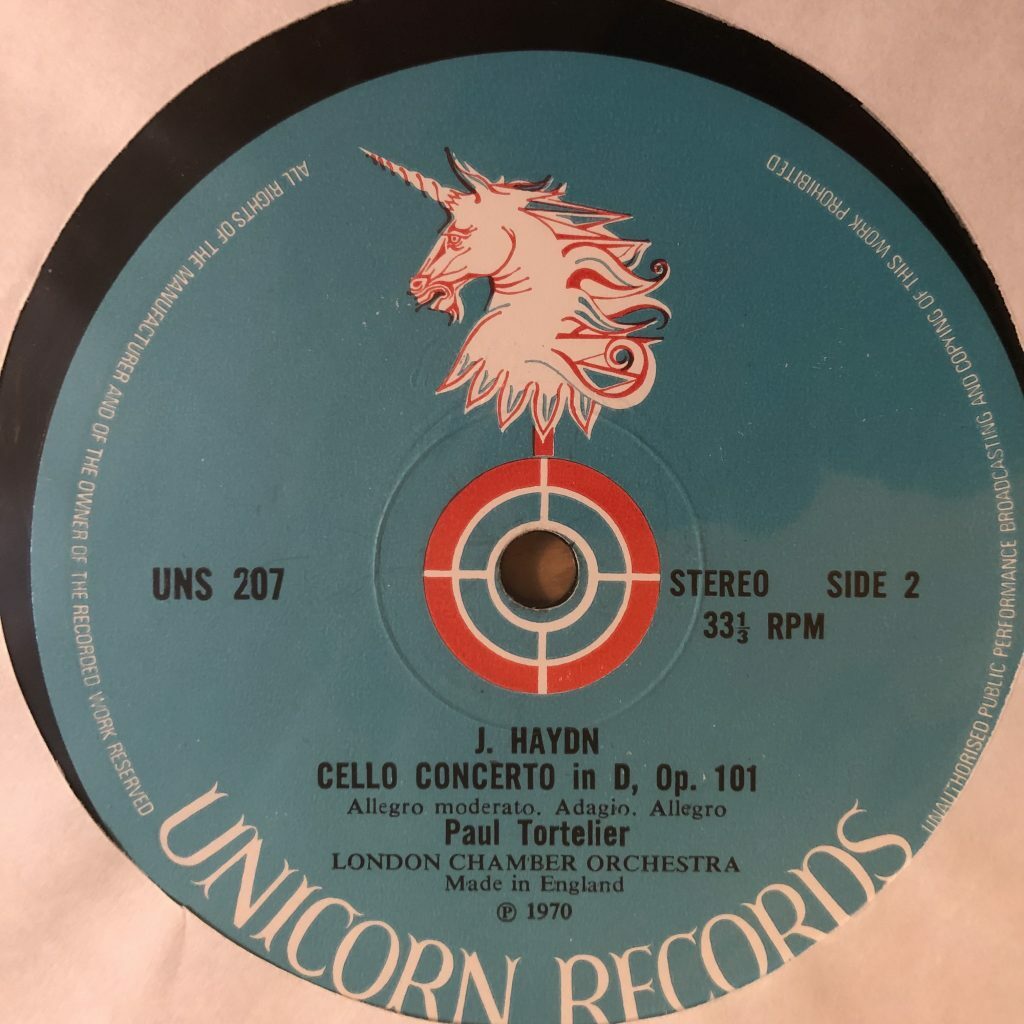 ALL RIGHTS OF THE MANUFACTURER AND OF THE OWNER OF THE RECORDED WORK RESERVED
UNAUTHORISED PUBLIC PERFORMANCE BROADCASTING AND COPYING OF THIS WORK PROHIBITED
UNS 207
STEREO SIDE 2
33⅓ RPM
J. HAYDN
CELLO CONCERTO in D, Op. 101
Allegro moderato. Adagio. Allegro
Paul Tortelier
LONDON CHAMBER ORCHESTRA
Made in England
℗ 1970
UNICORN RECORDS